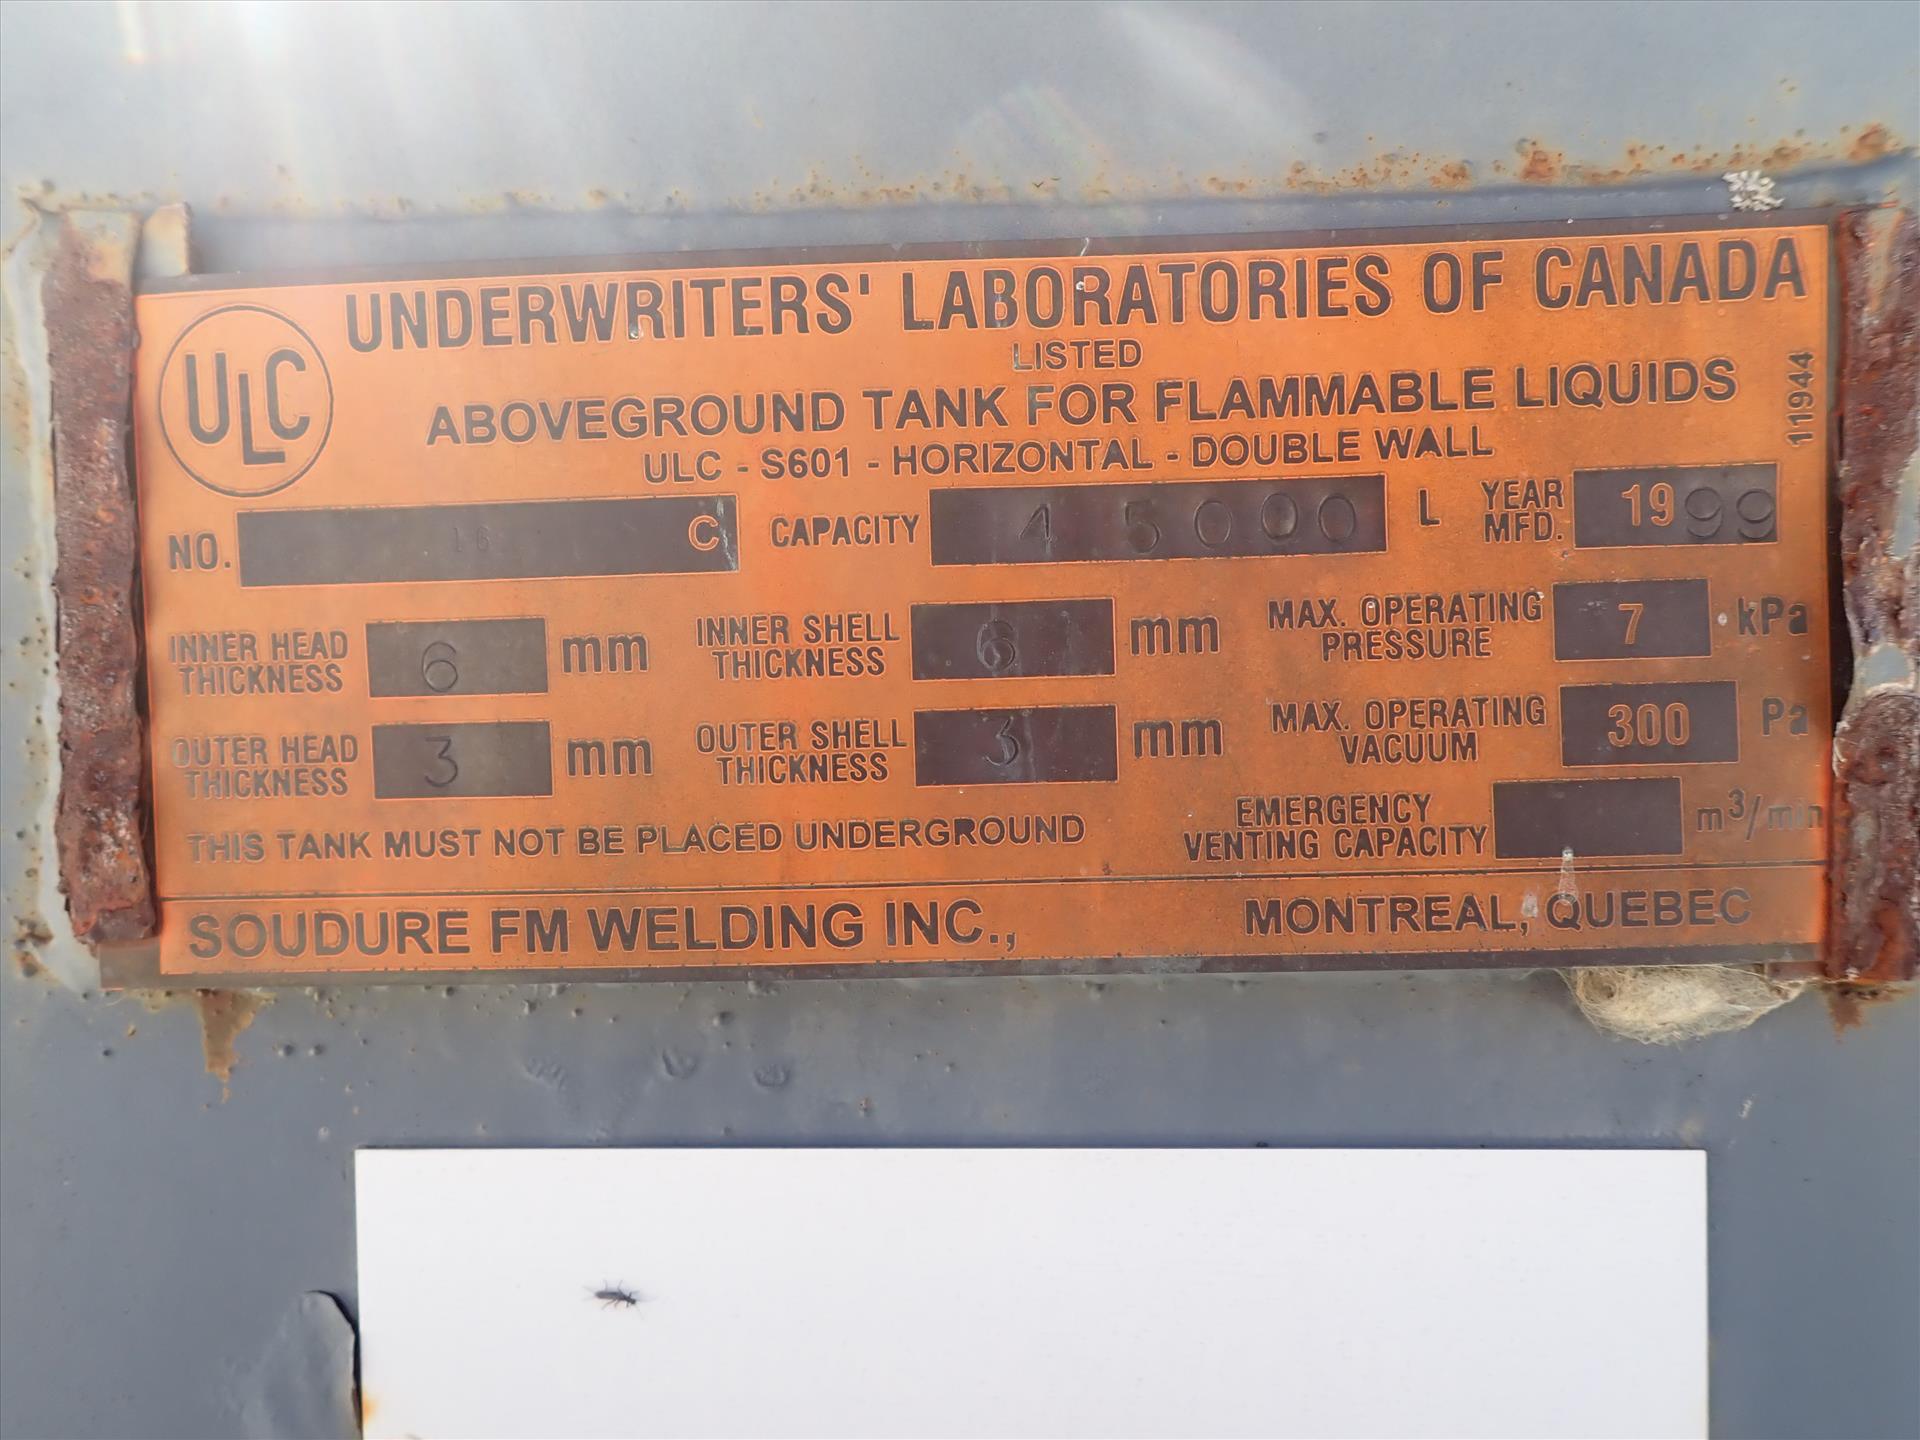 ULC
UNDERWRITERS' LABORATORIES OF CANADA
LISTED
ABOVEGROUND TANK FOR FLAMMABLE LIQUIDS
ULC - S601 - HORIZONTAL - DOUBLE WALL
11944
NO. 16 C CAPACITY 45000 L YEAR MFD. 1999
INNER HEAD THICKNESS 6 mm INNER SHELL THICKNESS 6 mm MAX. OPERATING PRESSURE 7 kPa
OUTER HEAD THICKNESS 3 mm OUTER SHELL THICKNESS 3 mm MAX. OPERATING VACUUM 300 Pa
THIS TANK MUST NOT BE PLACED UNDERGROUND EMERGENCY VENTING CAPACITY m³/min
SOUDURE FM WELDING INC., MONTREAL, QUEBEC